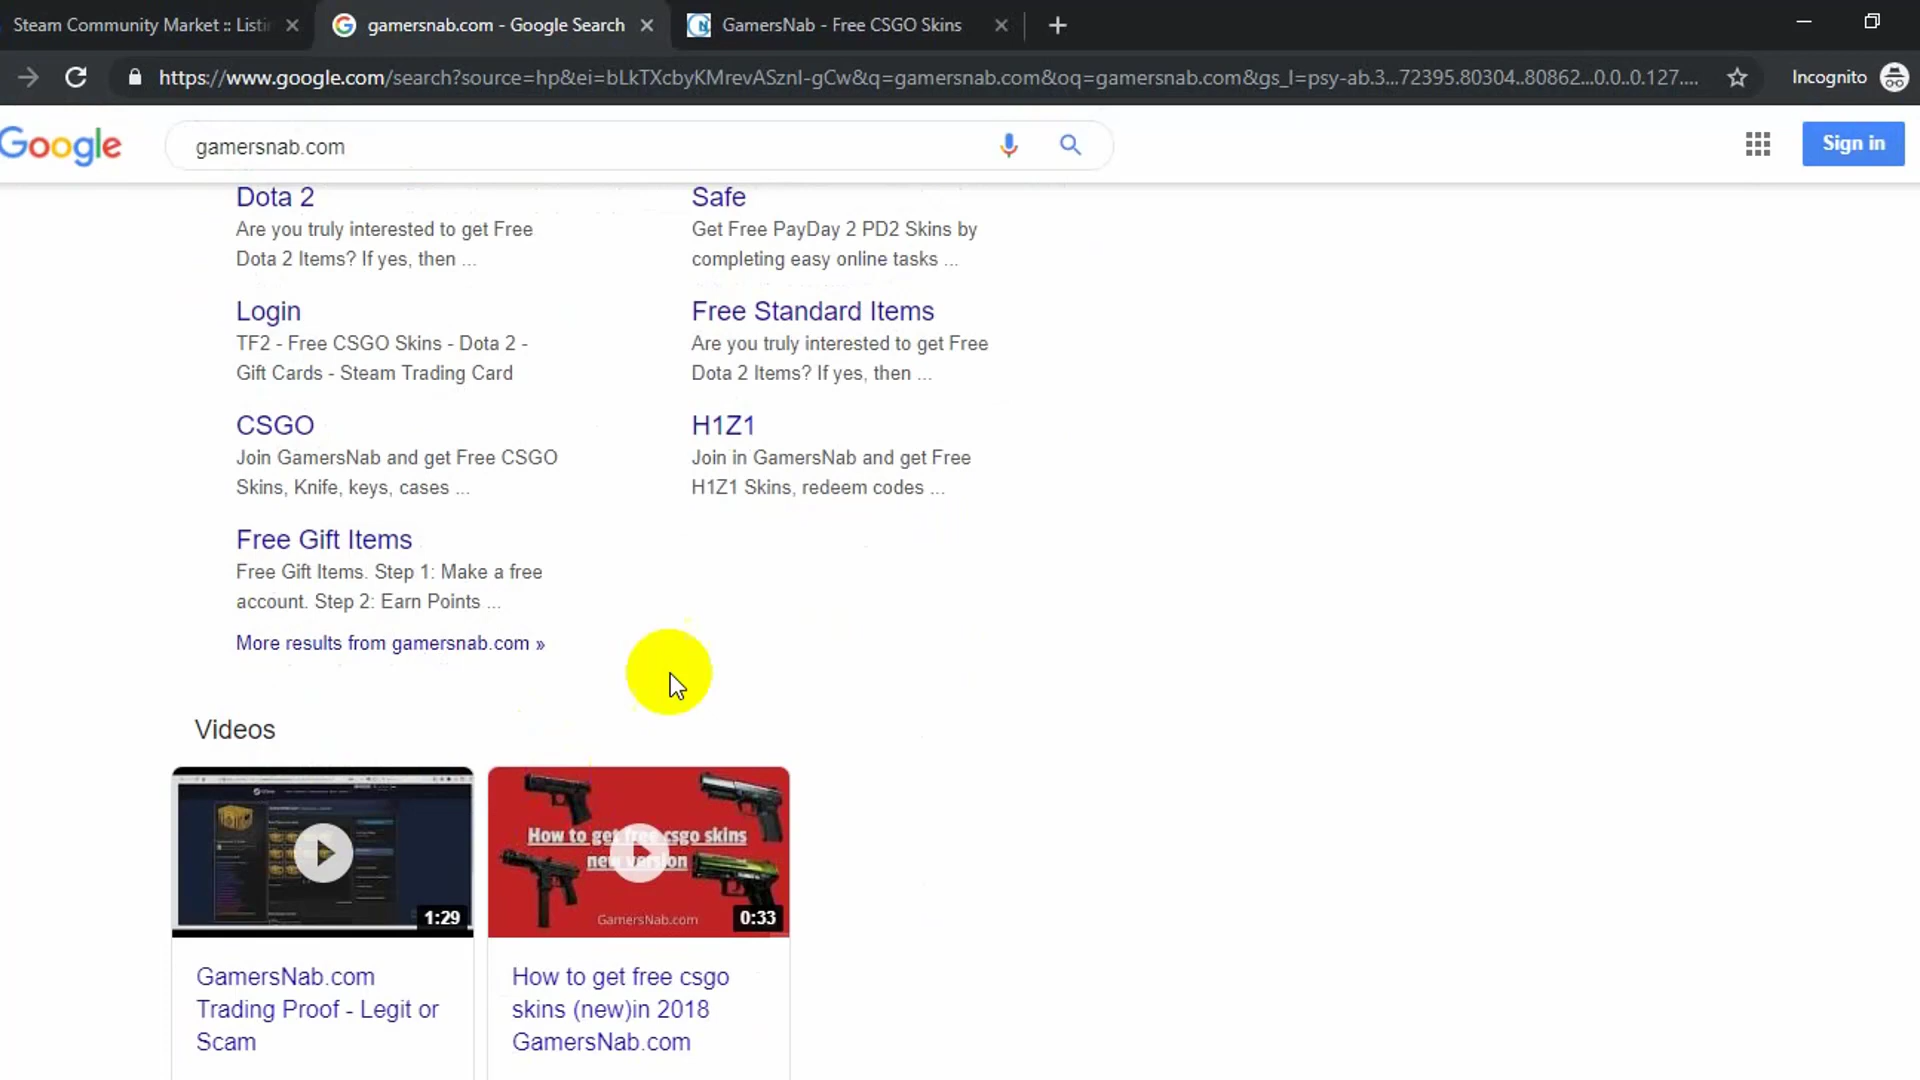 Steam Community Market :: Listin
gamersnab.com - Google Search
GamersNab - Free CSGO Skins
https://www.google.com/search?source=hp&ei=bLkTXcbyKMrevASznI-gCw&q=gamersnab.com&oq=gamersnab.com&gs_l=psy-ab.3...72395.80304..80862...0.0..0.127....
Incognito
Google
gamersnab.com
Sign in
Dota 2
Are you truly interested to get Free
Dota 2 Items? If yes, then ...
Safe
Get Free PayDay 2 PD2 Skins by
completing easy online tasks ...
Login
TF2 - Free CSGO Skins - Dota 2 -
Gift Cards - Steam Trading Card
Free Standard Items
Are you truly interested to get Free
Dota 2 Items? If yes, then ...
CSGO
Join GamersNab and get Free CSGO
Skins, Knife, keys, cases ...
H1Z1
Join in GamersNab and get Free
H1Z1 Skins, redeem codes ...
Free Gift Items
Free Gift Items. Step 1: Make a free
account. Step 2: Earn Points ...
More results from gamersnab.com »
Videos
1:29
GamersNab.com
Trading Proof - Legit or
Scam
How to get free csgo skins
new version
GamersNab.com
0:33
How to get free csgo
skins (new)in 2018
GamersNab.com